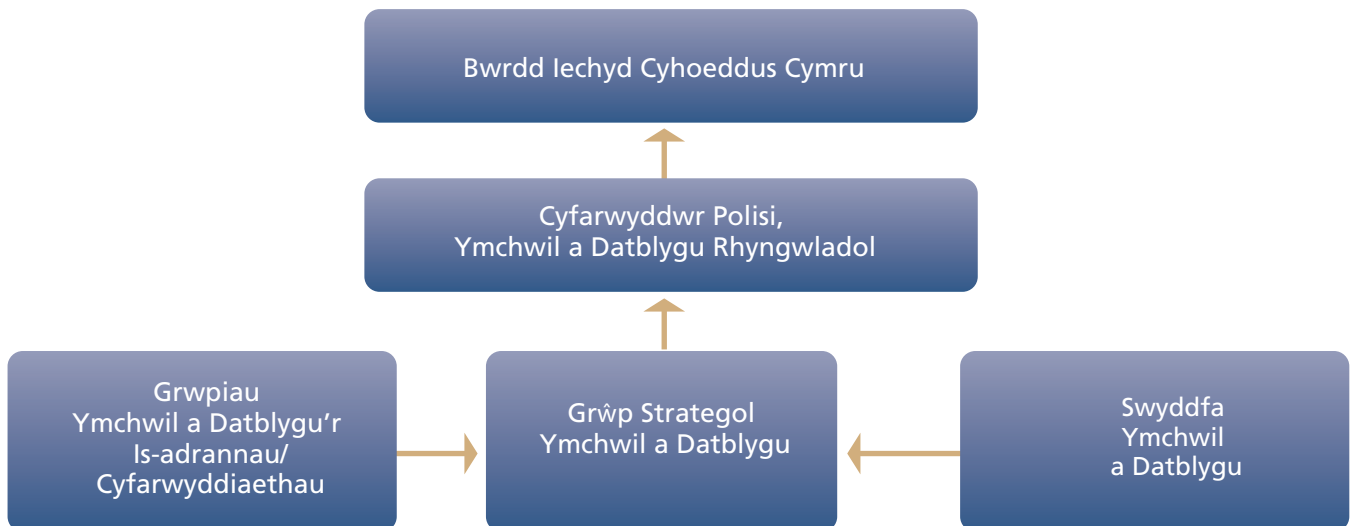 Bwrdd Iechyd Cyhoeddus Cymru
Cyfarwyddwr Polisi,
Ymchwil a Datblygu Rhyngwladol
Grwpiau
Ymchwil a Datblygu’r
Is-adrannau/
Cyfarwyddiaethau
Grŵp Strategol
Ymchwil a Datblygu
Swyddfa
Ymchwil
a Datblygu